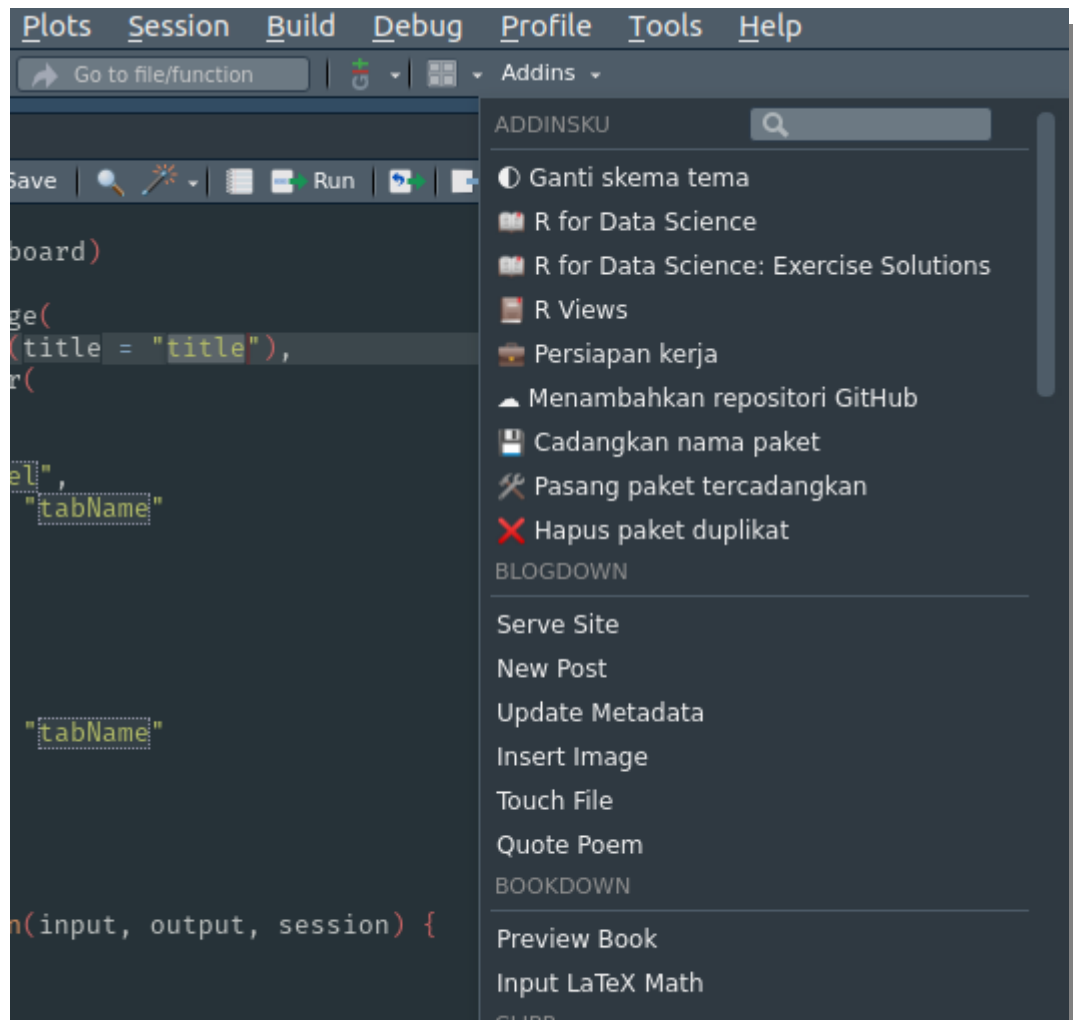 Plots Session Build Debug Profile Tools Help
Go to file/function Addins
ADDINSKU
Save Run
Ganti skema tema
R for Data Science
board)
R for Data Science: Exercise Solutions
ge(
R Views
(title = "title"),
Persiapan kerja
r(
Menambahkan repositori GitHub
Cadangkan nama paket
el",
Pasang paket tercadangkan
"tabName"
Hapus paket duplikat
BLOGDOWN
Serve Site
New Post
Update Metadata
"tabName"
Insert Image
Touch File
Quote Poem
BOOKDOWN
n(input, output, session) {
Preview Book
Input LaTeX Math